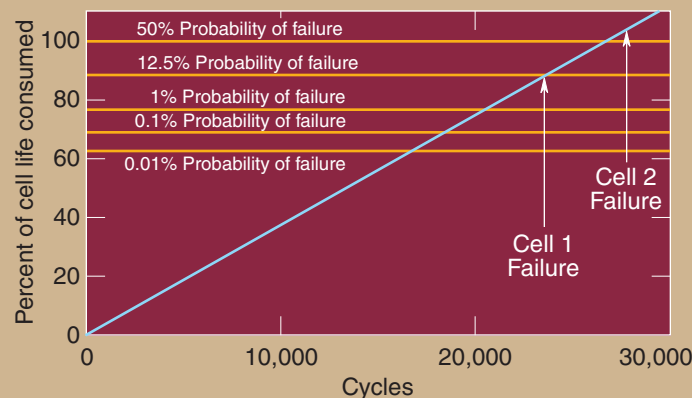 50% Probability of failure
12.5% Probability of failure
1% Probability of failure
0.1% Probability of failure
0.01% Probability of failure
Cell 1
Failure
Cell 2
Failure
Percent of cell life consumed
100
80
60
40
20
0
0
10,000
20,000
30,000
Cycles